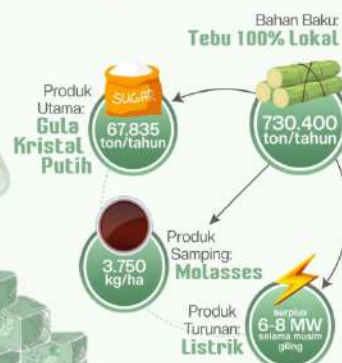 Bahan Baku:
Tebu 100% Lokal
Produk
Utama:
Gula
Kristal
Putih
SUGAR
67.835
ton/tahun
730.400
ton/tahun
3.750
kg/ha
Produk
Samping:
Molasses
Produk
Turunan:
Listrik
surplus
6-8 MW
selama musim
giling